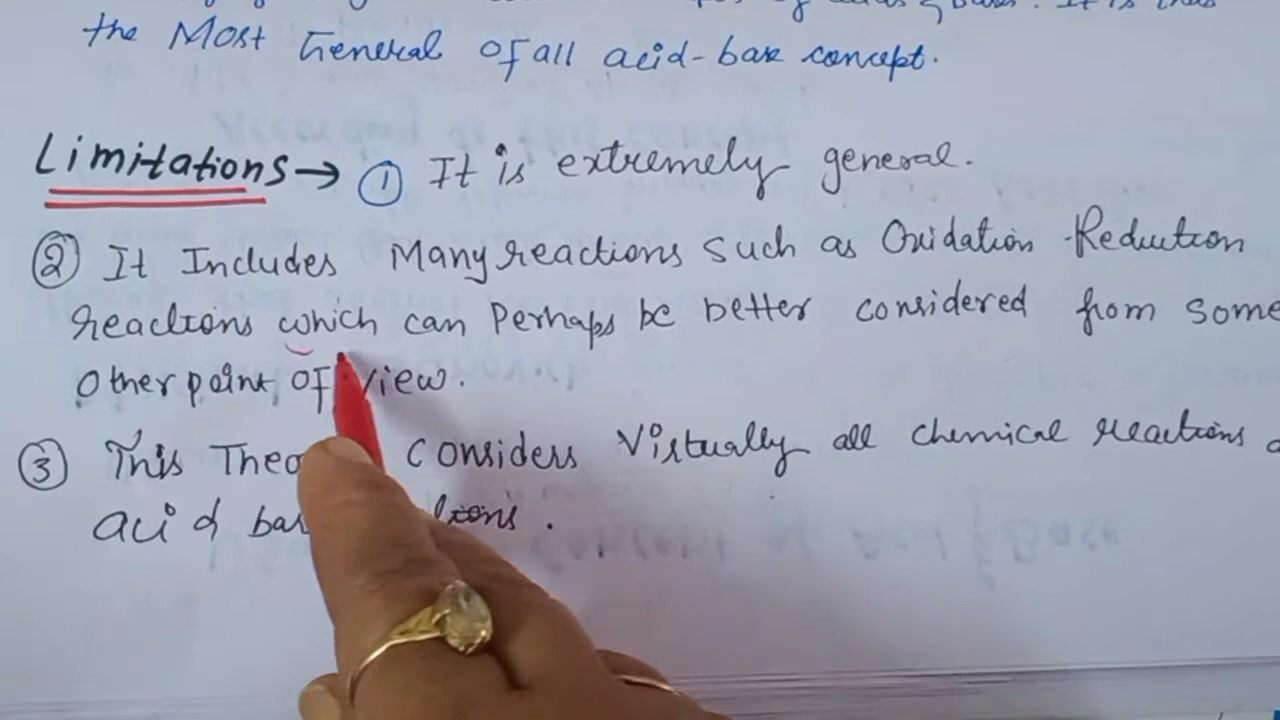 the Most General of all acid-base concept.
Limitations → ① It is extremely general.
② It Includes Many reactions such as Oxidation-Reduction
reactions which can Perhaps be better considered from some
Other point of view.
③ This considers Virtually all chemical reactions
acid